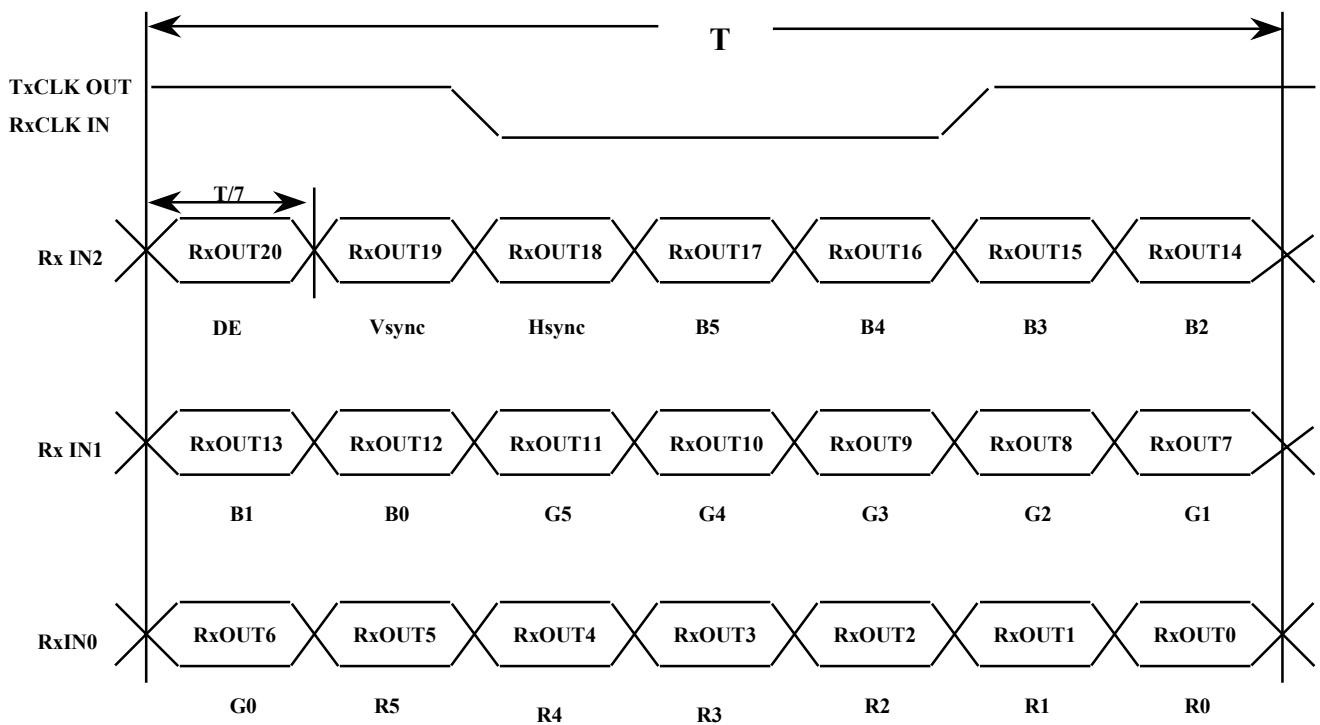 T
TxCLK OUT
RxCLK IN
T/7
Rx IN2 RxOUT20 RxOUT19 RxOUT18 RxOUT17 RxOUT16 RxOUT15 RxOUT14
DE Vsync Hsync B5 B4 B3 B2
Rx IN1 RxOUT13 RxOUT12 RxOUT11 RxOUT10 RxOUT9 RxOUT8 RxOUT7
B1 B0 G5 G4 G3 G2 G1
RxIN0 RxOUT6 RxOUT5 RxOUT4 RxOUT3 RxOUT2 RxOUT1 RxOUT0
G0 R5 R4 R3 R2 R1 R0